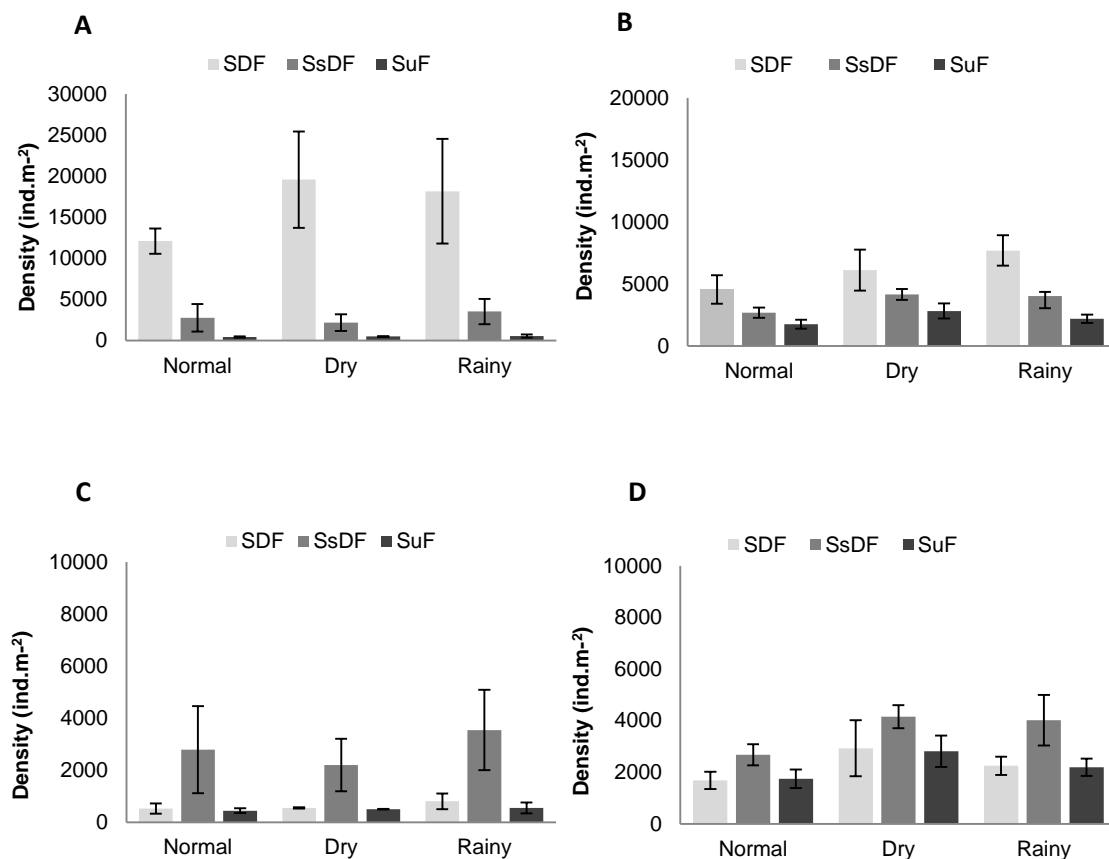 A
SDF SsDF SuF
Density (ind.m-²)
30000
25000
20000
15000
10000
5000
0
Normal Dry Rainy
B
SDF SsDF SuF
Density (ind.m-²)
20000
15000
10000
5000
0
Normal Dry Rainy
C
SDF SsDF SuF
Density (ind.m-²)
10000
8000
6000
4000
2000
0
Normal Dry Rainy
D
SDF SsDF SuF
Density (ind.m-²)
10000
8000
6000
4000
2000
0
Normal Dry Rainy